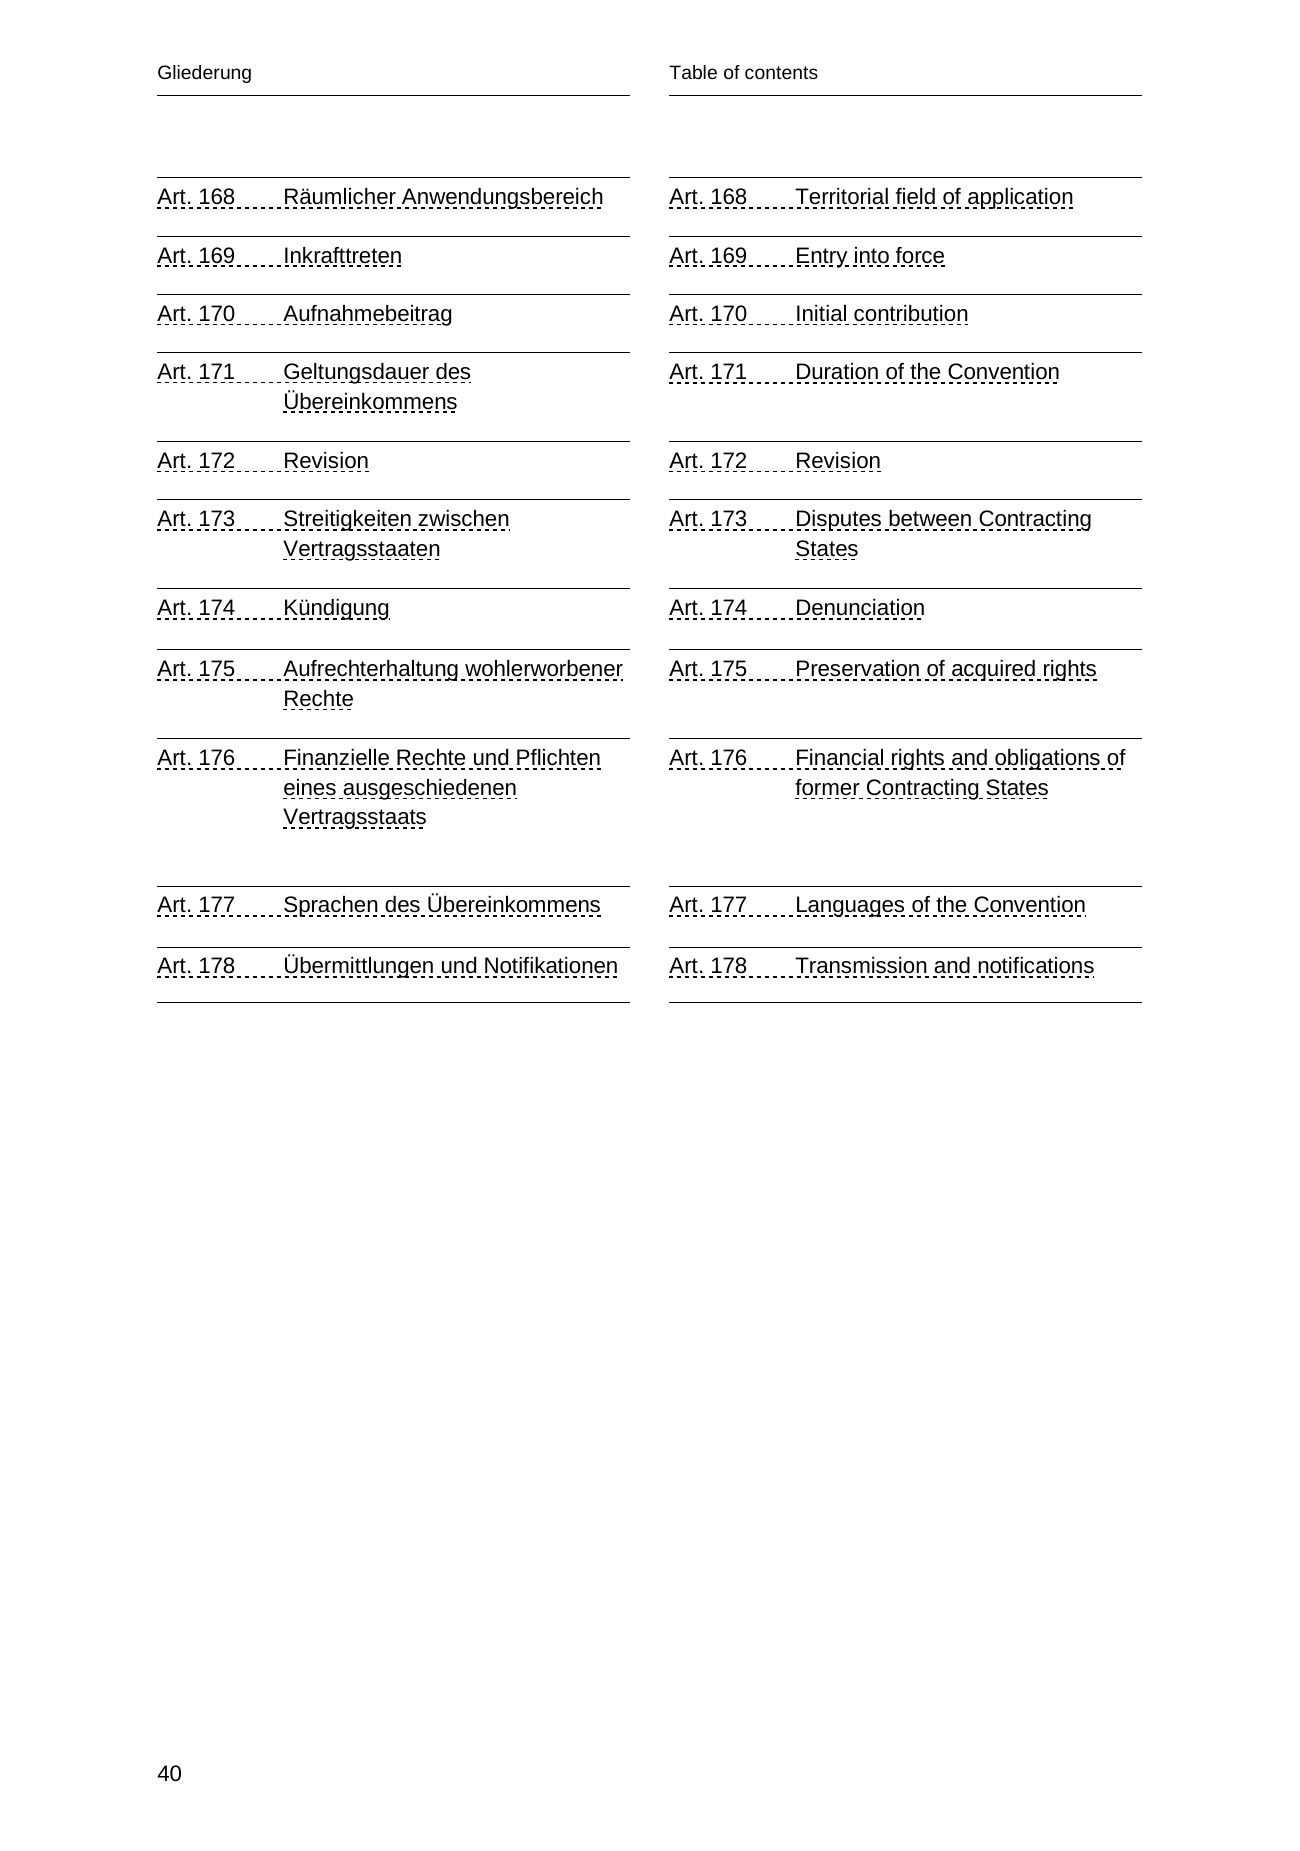 Gliederung
Table of contents
Art. 168 Räumlicher Anwendungsbereich
Art. 169 Inkrafttreten
Art. 170 Aufnahmebeitrag
Art. 171 Geltungsdauer des
Übereinkommens
Art. 172 Revision
Art. 173 Streitigkeiten zwischen
Vertragsstaaten
Art. 174 Kündigung
Art. 175 Aufrechterhaltung wohlerworbener
Rechte
Art. 176 Finanzielle Rechte und Pflichten
eines ausgeschiedenen
Vertragsstaats
Art. 177 Sprachen des Übereinkommens
Art. 178 Übermittlungen und Notifikationen
Art. 168 Territorial field of application
Art. 169 Entry into force
Art. 170 Initial contribution
Art. 171 Duration of the Convention
Art. 172 Revision
Art. 173 Disputes between Contracting
States
Art. 174 Denunciation
Art. 175 Preservation of acquired rights
Art. 176 Financial rights and obligations of
former Contracting States
Art. 177 Languages of the Convention
Art. 178 Transmission and notifications
40